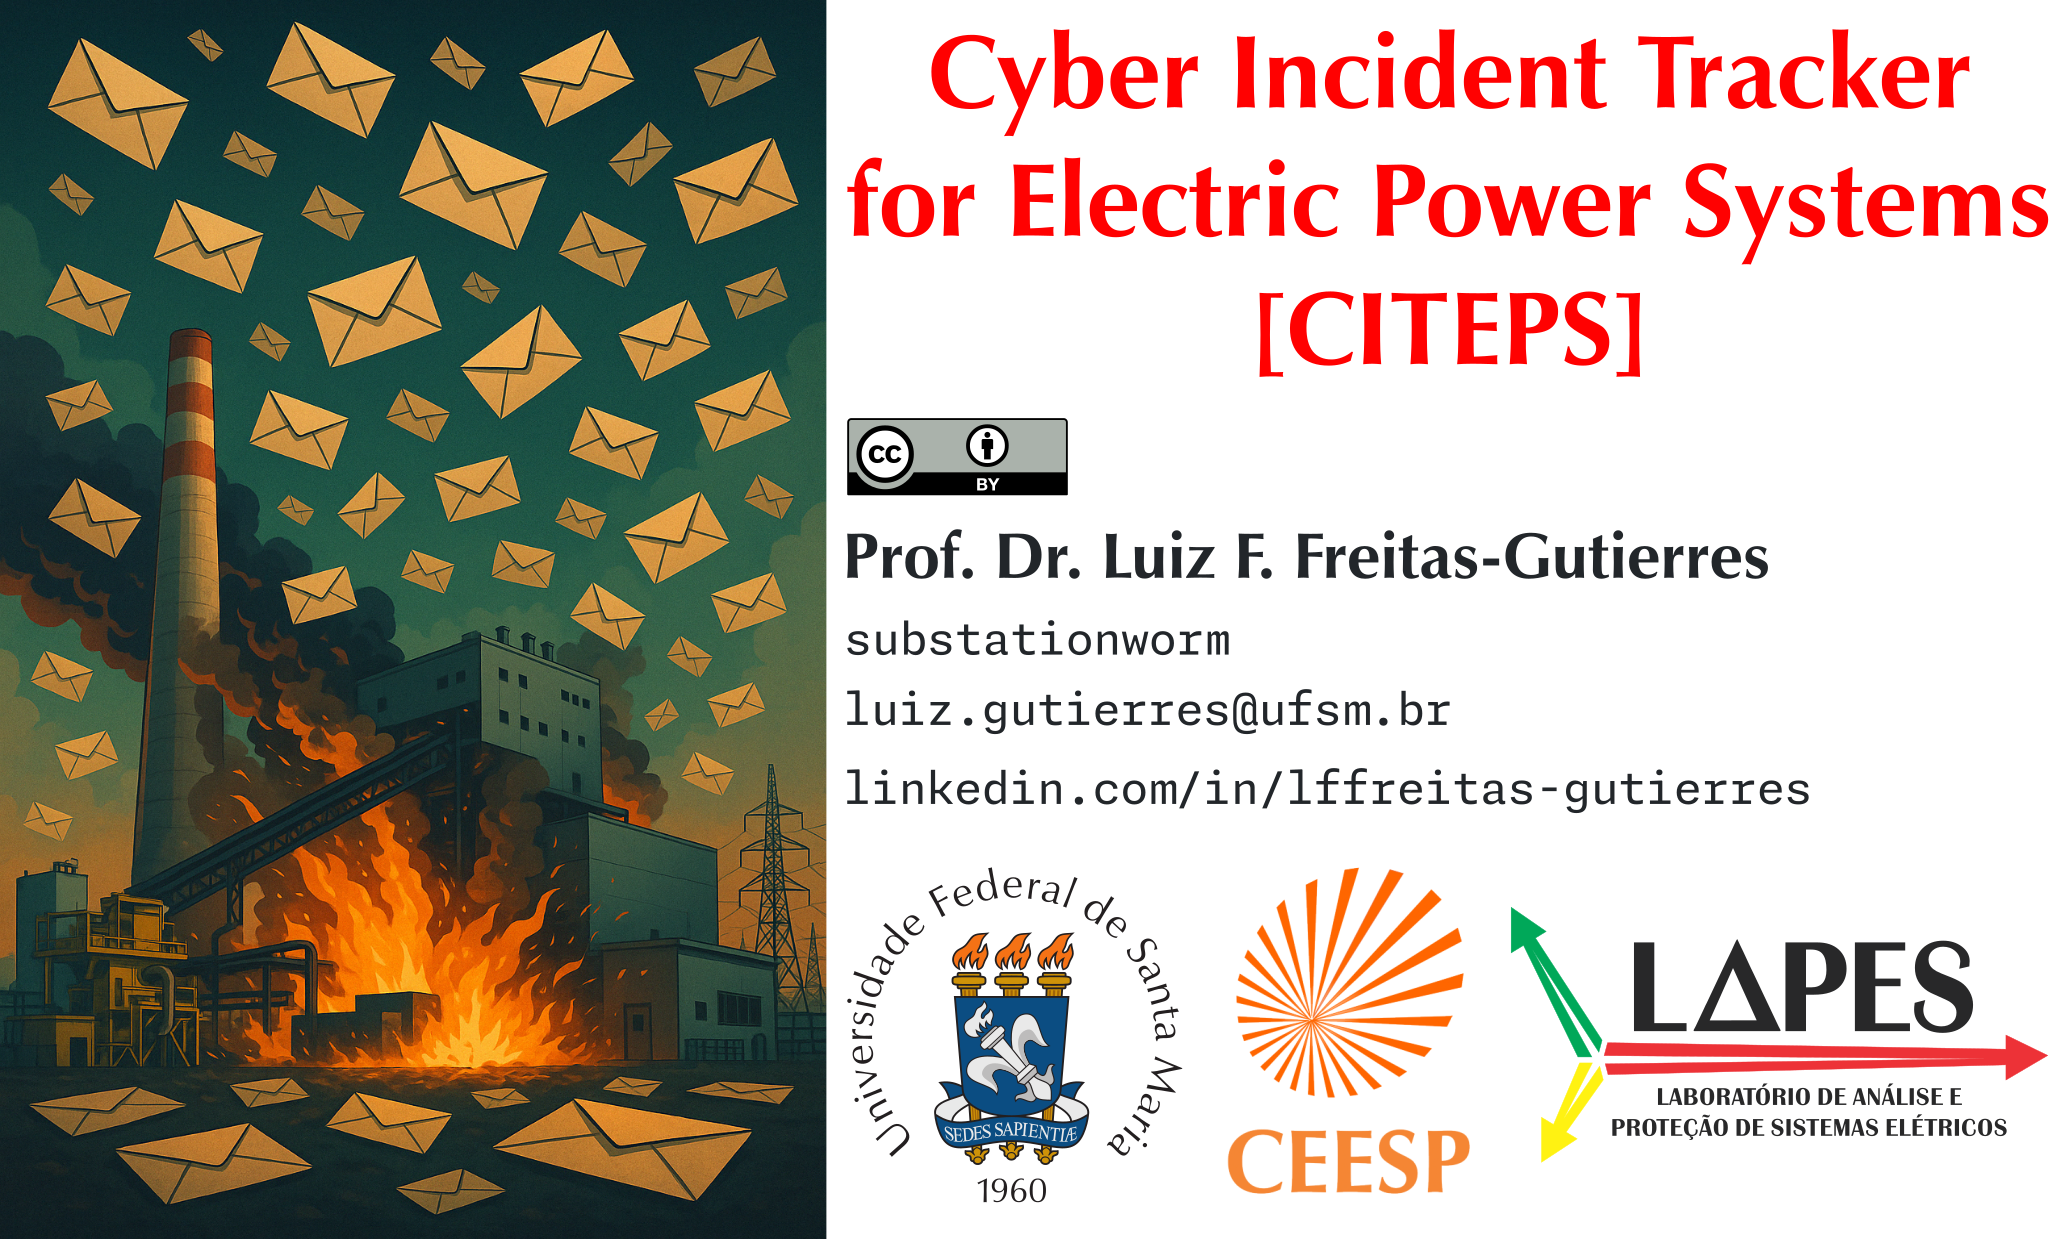 Cyber Incident Tracker
for Electric Power Systems
[CITEPS]
CC
BY
Prof. Dr. Luiz F. Freitas-Gutierres
substationworm
luiz.gutierres@ufsm.br
linkedin.com/in/lffreitas-gutierres
Universidade Federal de Santa Maria
SEDES SAPIENTIÆ
1960
CEESP
LAPES
LABORATÓRIO DE ANÁLISE E
PROTEÇÃO DE SISTEMAS ELÉTRICOS